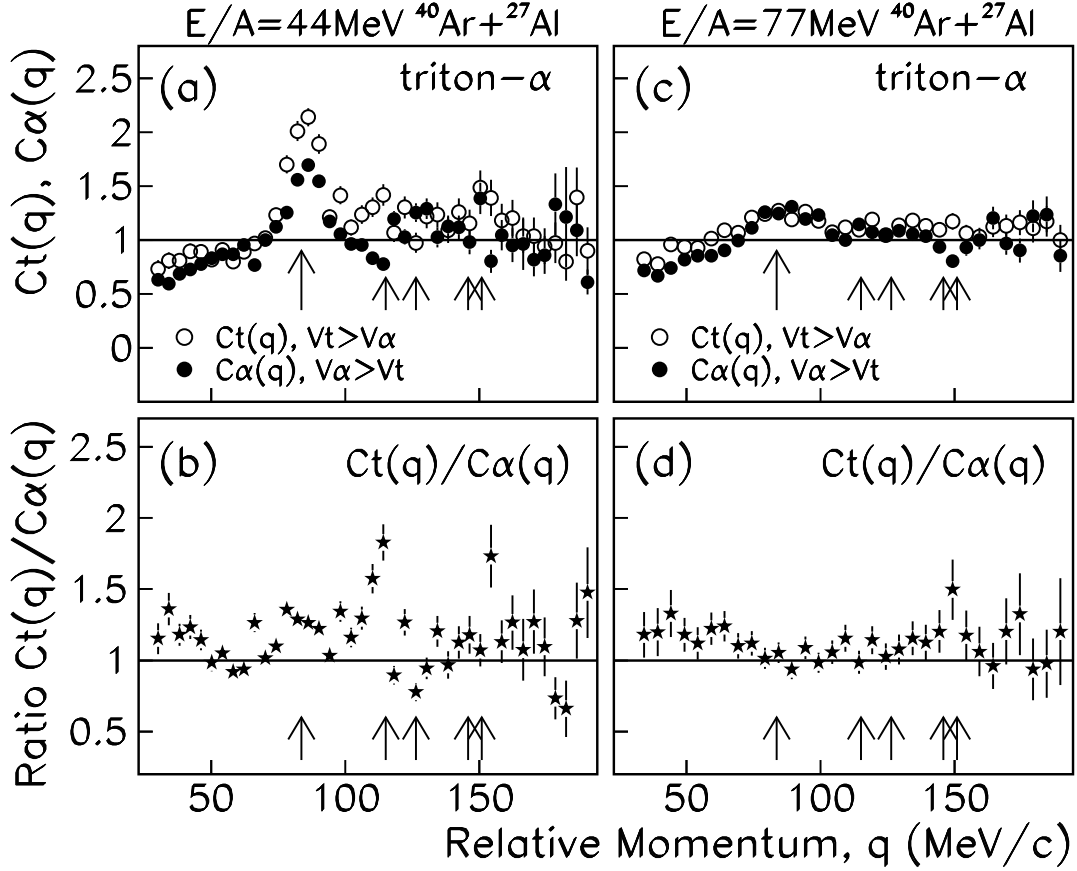 E/A=44MeV ⁴⁰Ar+²⁷Al
E/A=77MeV ⁴⁰Ar+²⁷Al
Ct(q), Cα(q)
2.5
2
1.5
1
0.5
0
(a)
triton-α
Ct(q), Vt>Vα
Cα(q), Vα>Vt
(c)
triton-α
Ct(q), Vt>Vα
Cα(q), Vα>Vt
Ratio Ct(q)/Cα(q)
2.5
2
1.5
1
0.5
(b)
Ct(q)/Cα(q)
(d)
Ct(q)/Cα(q)
50 100 150
50 100 150
Relative Momentum, q (MeV/c)